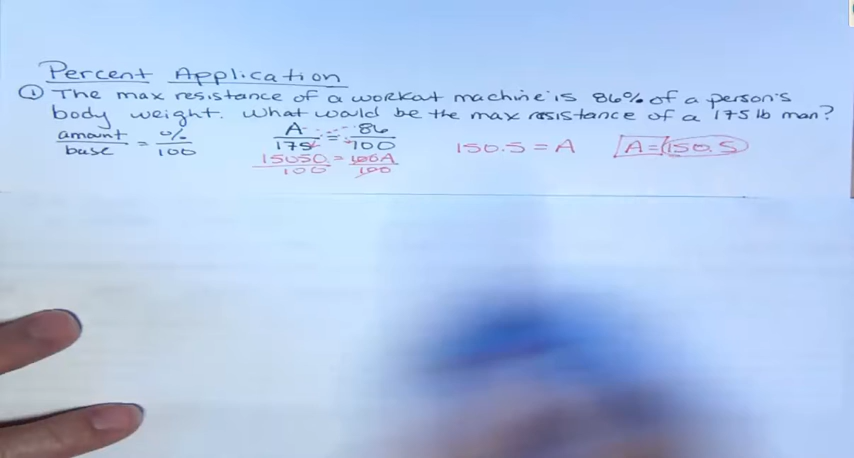 Percent Application
① The max resistance of a workout machine is 86% of a person's
body weight. What would be the max resistance of a 175 lb man?
amount/base = %/100 A/175 = 86/100 150.5 = A A = 150.5
15050/100 = 100A/100